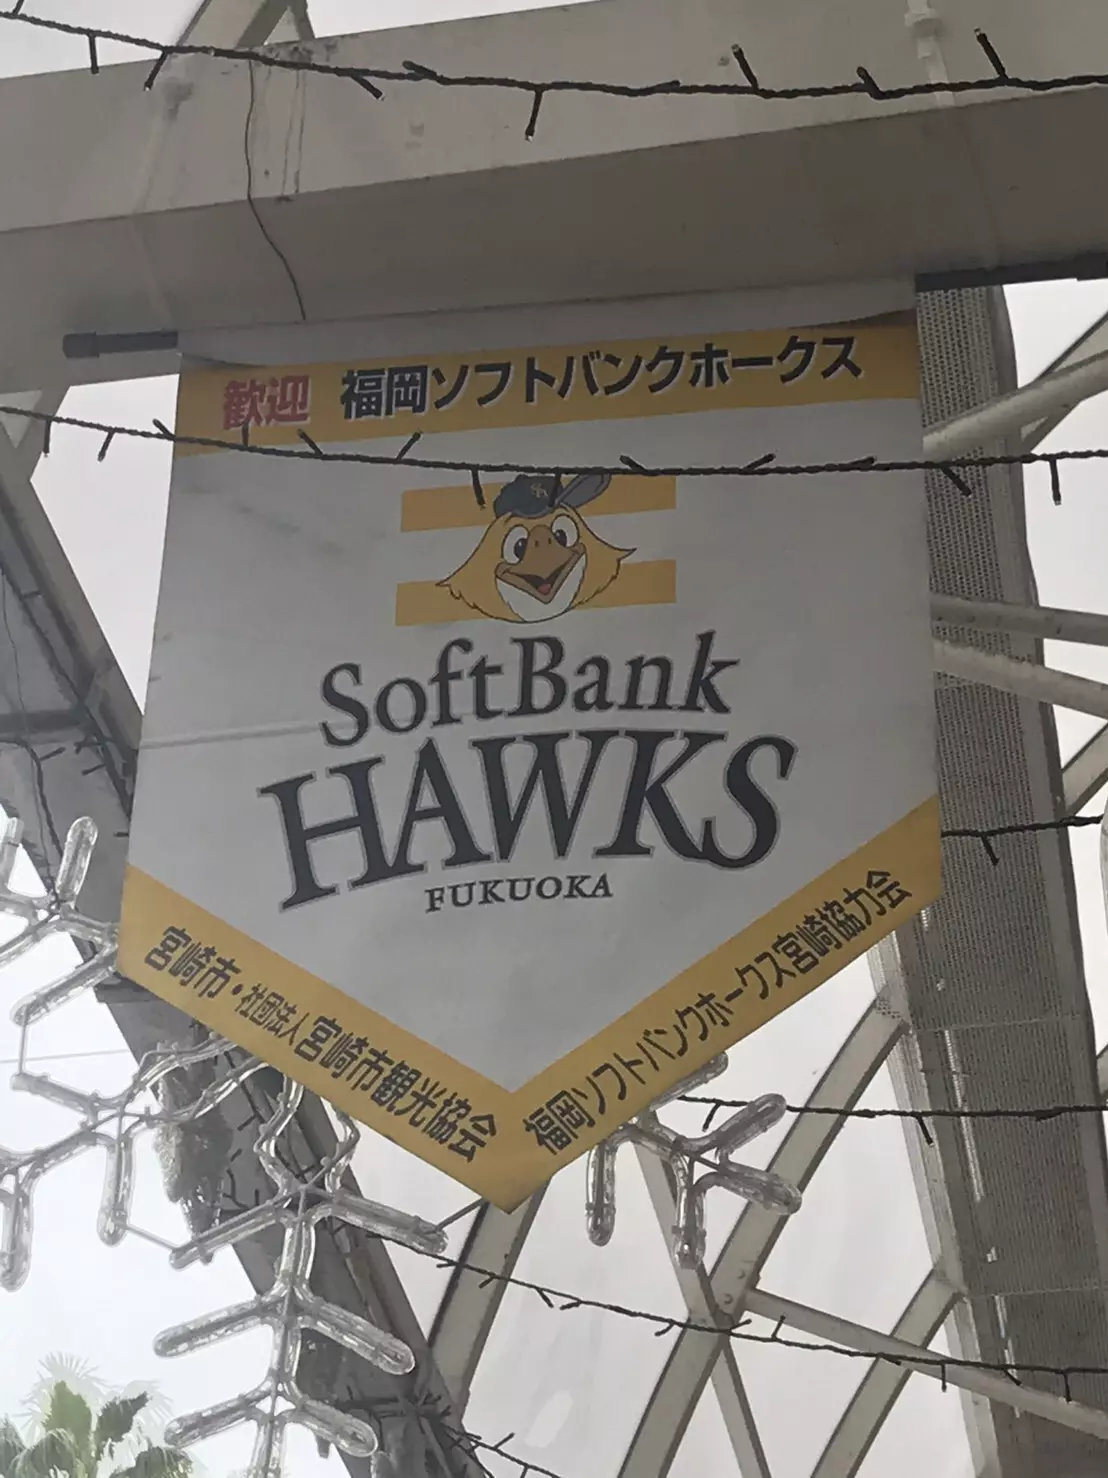 歓迎 福岡ソフトバンクホークス
SoftBank
HAWKS
FUKUOKA
宮崎市・社団法人宮崎市観光協会
福岡ソフトバンクホークス宮崎協力会